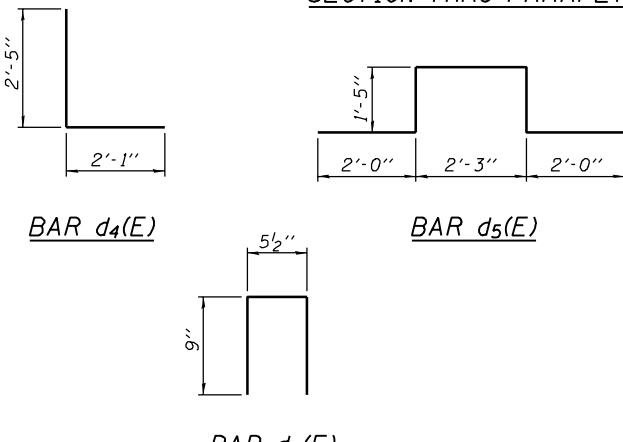 SECTION THRU PARAPET
2'-5"
2'-1"
BAR d4(E)
1'-5"
2'-0"
2'-3"
2'-0"
BAR d5(E)
5½"
9"